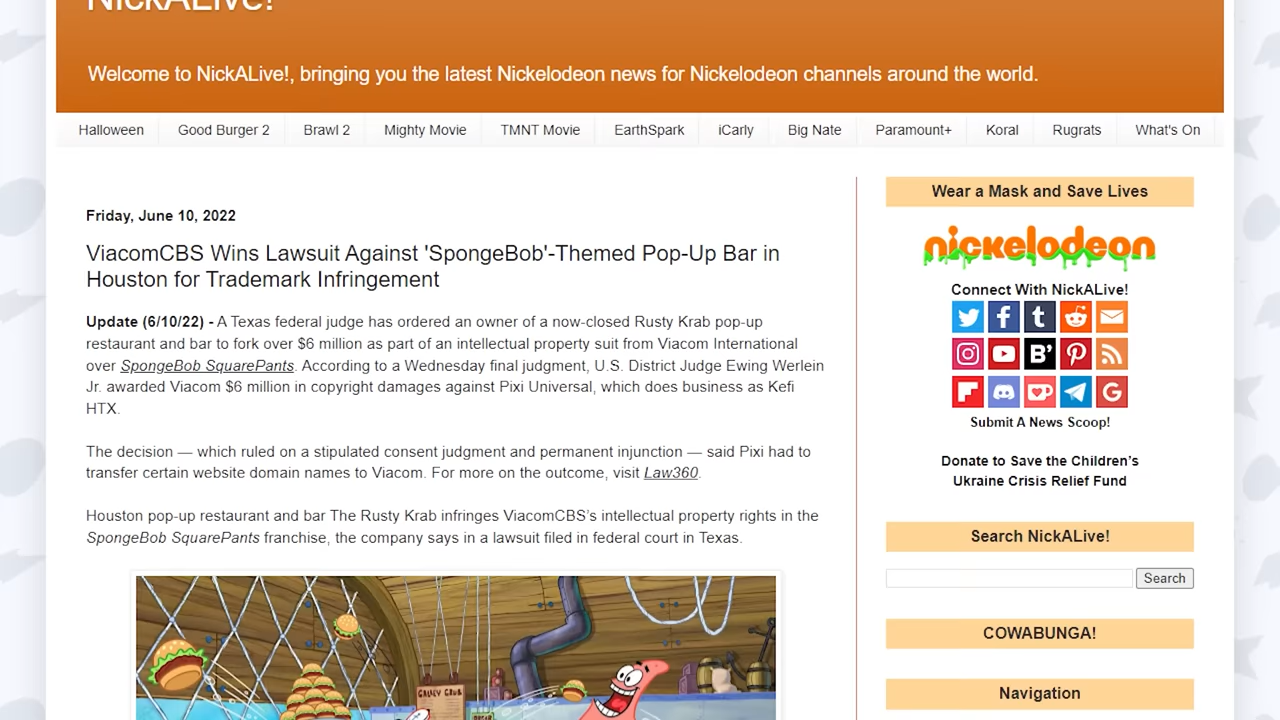 NickALive!
Welcome to NickALive!, bringing you the latest Nickelodeon news for Nickelodeon channels around the world.
Halloween Good Burger 2 Brawl 2 Mighty Movie TMNT Movie EarthSpark iCarly Big Nate Paramount+ Koral Rugrats What's On
Friday, June 10, 2022
ViacomCBS Wins Lawsuit Against 'SpongeBob'-Themed Pop-Up Bar in
Houston for Trademark Infringement
Update (6/10/22) - A Texas federal judge has ordered an owner of a now-closed Rusty Krab pop-up
restaurant and bar to fork over $6 million as part of an intellectual property suit from Viacom International
over SpongeBob SquarePants. According to a Wednesday final judgment, U.S. District Judge Ewing Werlein
Jr. awarded Viacom $6 million in copyright damages against Pixi Universal, which does business as Kefi
HTX.
The decision — which ruled on a stipulated consent judgment and permanent injunction — said Pixi had to
transfer certain website domain names to Viacom. For more on the outcome, visit Law360.
Houston pop-up restaurant and bar The Rusty Krab infringes ViacomCBS's intellectual property rights in the
SpongeBob SquarePants franchise, the company says in a lawsuit filed in federal court in Texas.
GALLEY GRUB
Wear a Mask and Save Lives
nickelodeon
Connect With NickALive!
Submit A News Scoop!
Donate to Save the Children's
Ukraine Crisis Relief Fund
Search NickALive!
Search
COWABUNGA!
Navigation